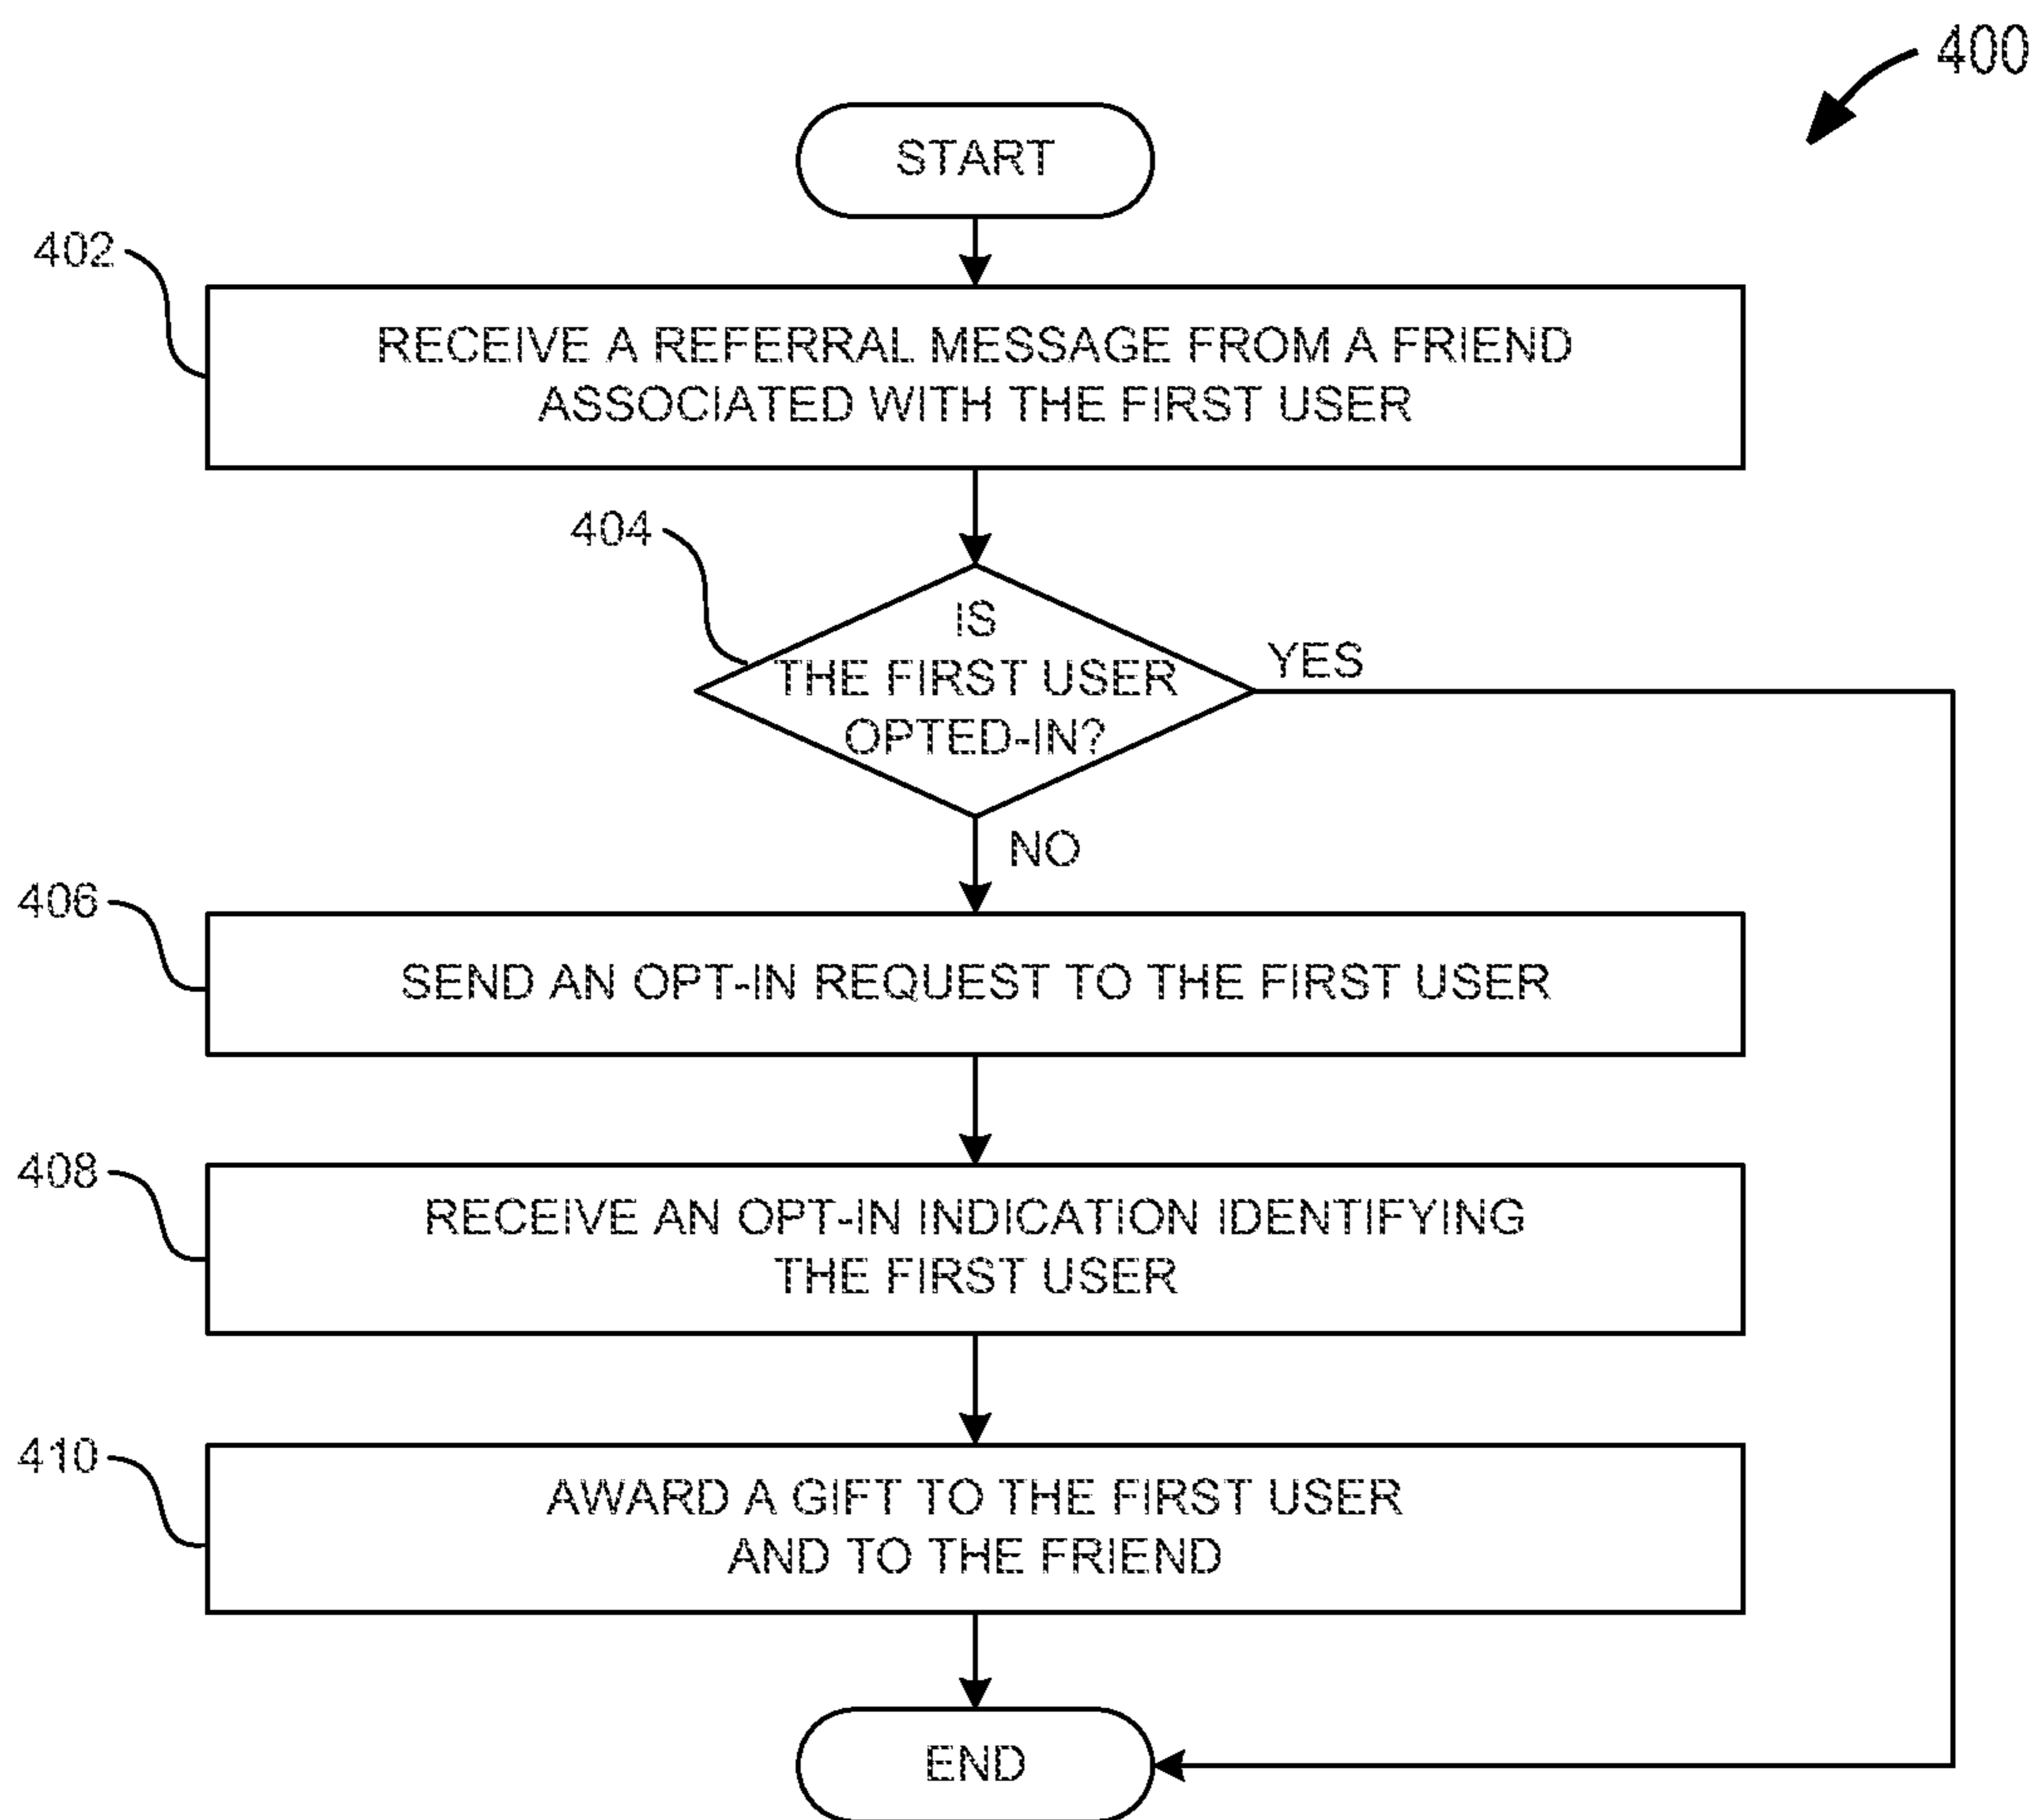 400
START
402
RECEIVE A REFERRAL MESSAGE FROM A FRIEND
ASSOCIATED WITH THE FIRST USER
404
IS
THE FIRST USER
OPTED-IN?
YES
NO
406
SEND AN OPT-IN REQUEST TO THE FIRST USER
408
RECEIVE AN OPT-IN INDICATION IDENTIFYING
THE FIRST USER
410
AWARD A GIFT TO THE FIRST USER
AND TO THE FRIEND
END